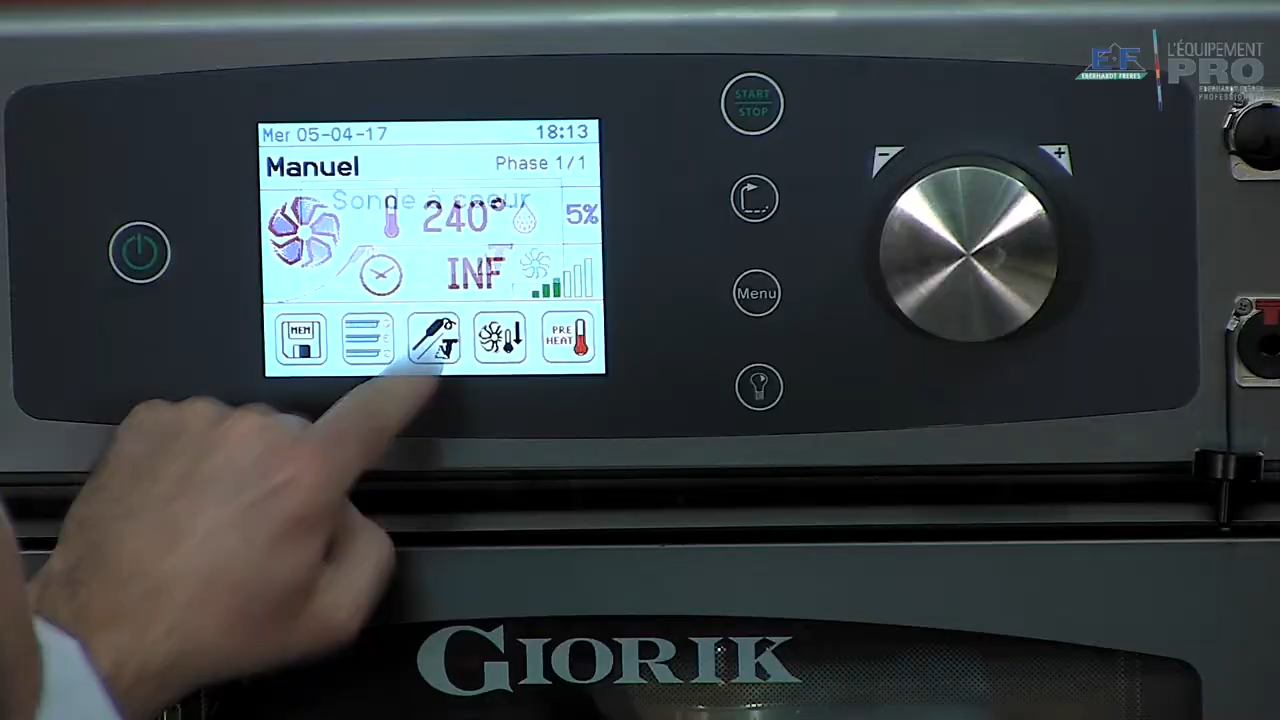 Mer 05-04-17 18:13
Manuel Phase 1/1
Sonde à coeur
240° 5%
INF
MEM
PRE
HEAT
START
STOP
Menu
- +
GIORIK
E·F
EBERHARDT FRÈRES
L'ÉQUIPEMENT
PRO